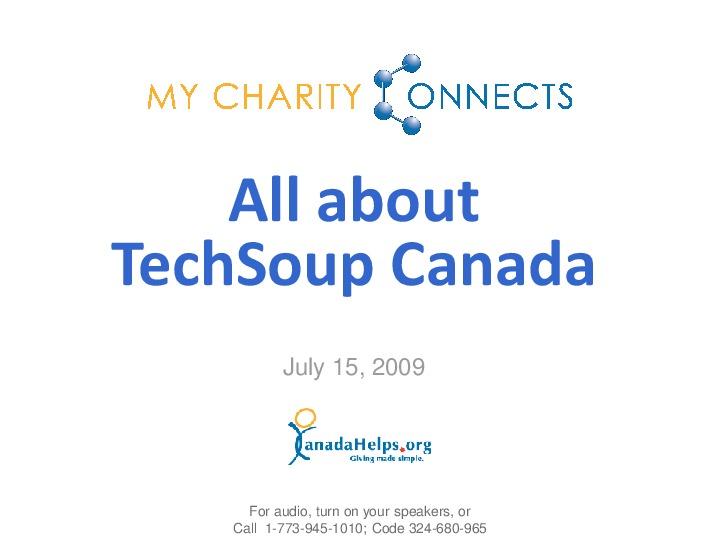 MY CHARITY CONNECTS
All about
TechSoup Canada
July 15, 2009
CanadaHelps.org
Giving made simple.
For audio, turn on your speakers, or
Call 1-773-945-1010; Code 324-680-965